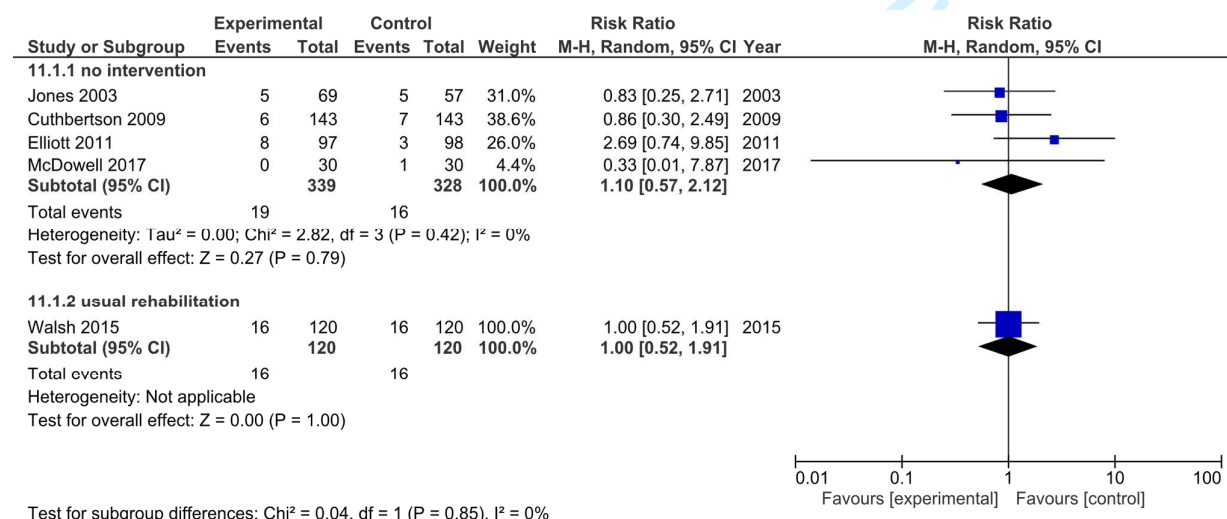 Experimental Control Risk Ratio Risk Ratio
Study or Subgroup Events Total Events Total Weight M-H, Random, 95% CI Year M-H, Random, 95% CI
11.1.1 no intervention
Jones 2003 5 69 5 57 31.0% 0.83 [0.25, 2.71] 2003
Cuthbertson 2009 6 143 7 143 38.6% 0.86 [0.30, 2.49] 2009
Elliott 2011 8 97 3 98 26.0% 2.69 [0.74, 9.85] 2011
McDowell 2017 0 30 1 30 4.4% 0.33 [0.01, 7.87] 2017
Subtotal (95% CI) 339 328 100.0% 1.10 [0.57, 2.12]
Total events 19 16
Heterogeneity: Tau² = 0.00; Chi² = 2.82, df = 3 (P = 0.42); I² = 0%
Test for overall effect: Z = 0.27 (P = 0.79)
11.1.2 usual rehabilitation
Walsh 2015 16 120 16 120 100.0% 1.00 [0.52, 1.91] 2015
Subtotal (95% CI) 120 120 100.0% 1.00 [0.52, 1.91]
Total events 16 16
Heterogeneity: Not applicable
Test for overall effect: Z = 0.00 (P = 1.00)
0.01 0.1 1 10 100
Favours [experimental] Favours [control]
Test for subgroup differences: Chi² = 0.04, df = 1 (P = 0.85), I² = 0%